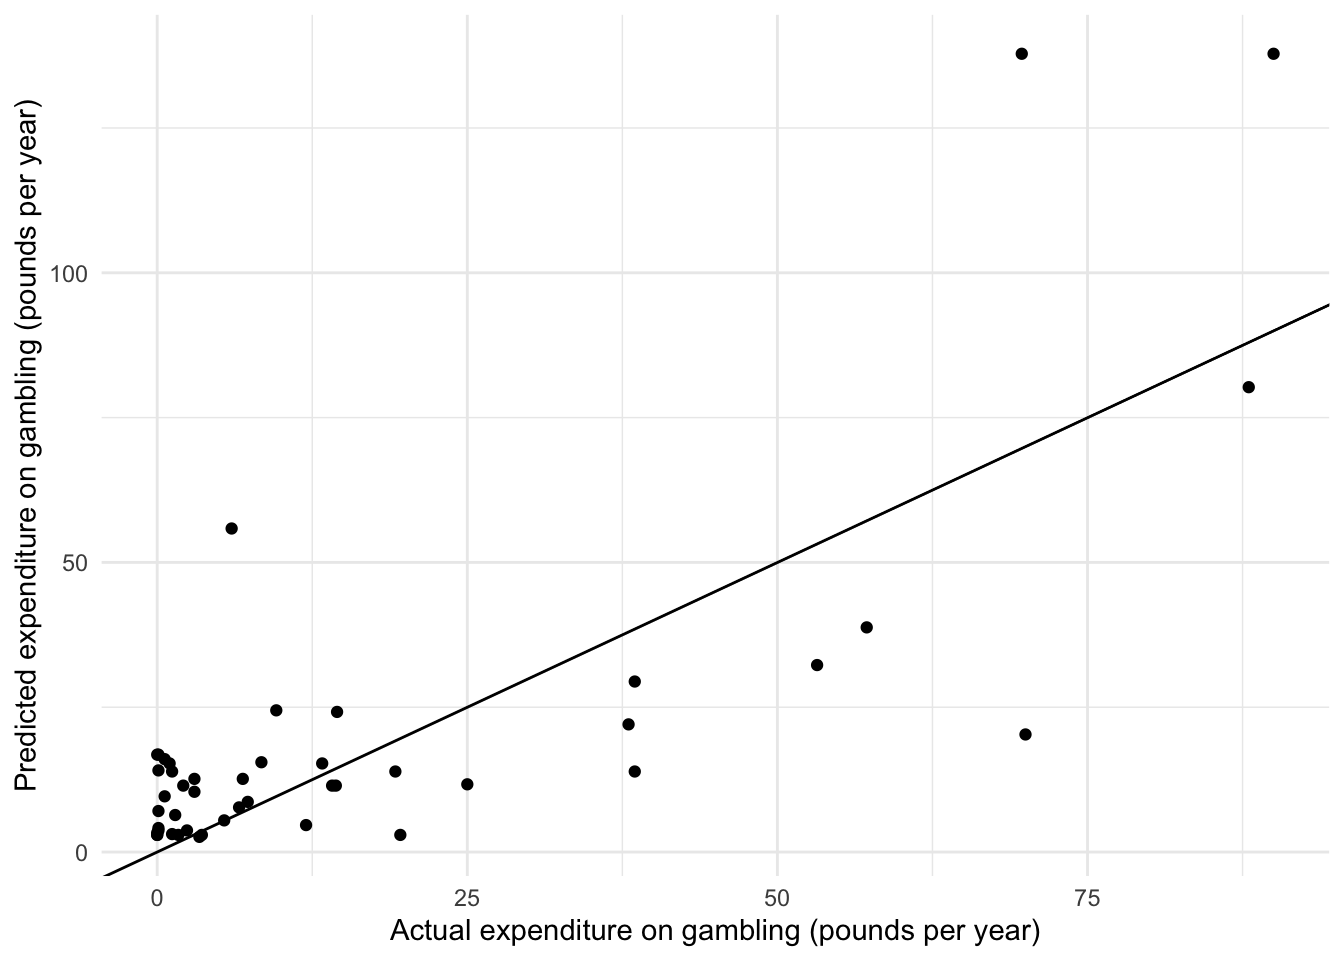 Predicted expenditure on gambling (pounds per year)
100
50
0
0 25 50 75
Actual expenditure on gambling (pounds per year)